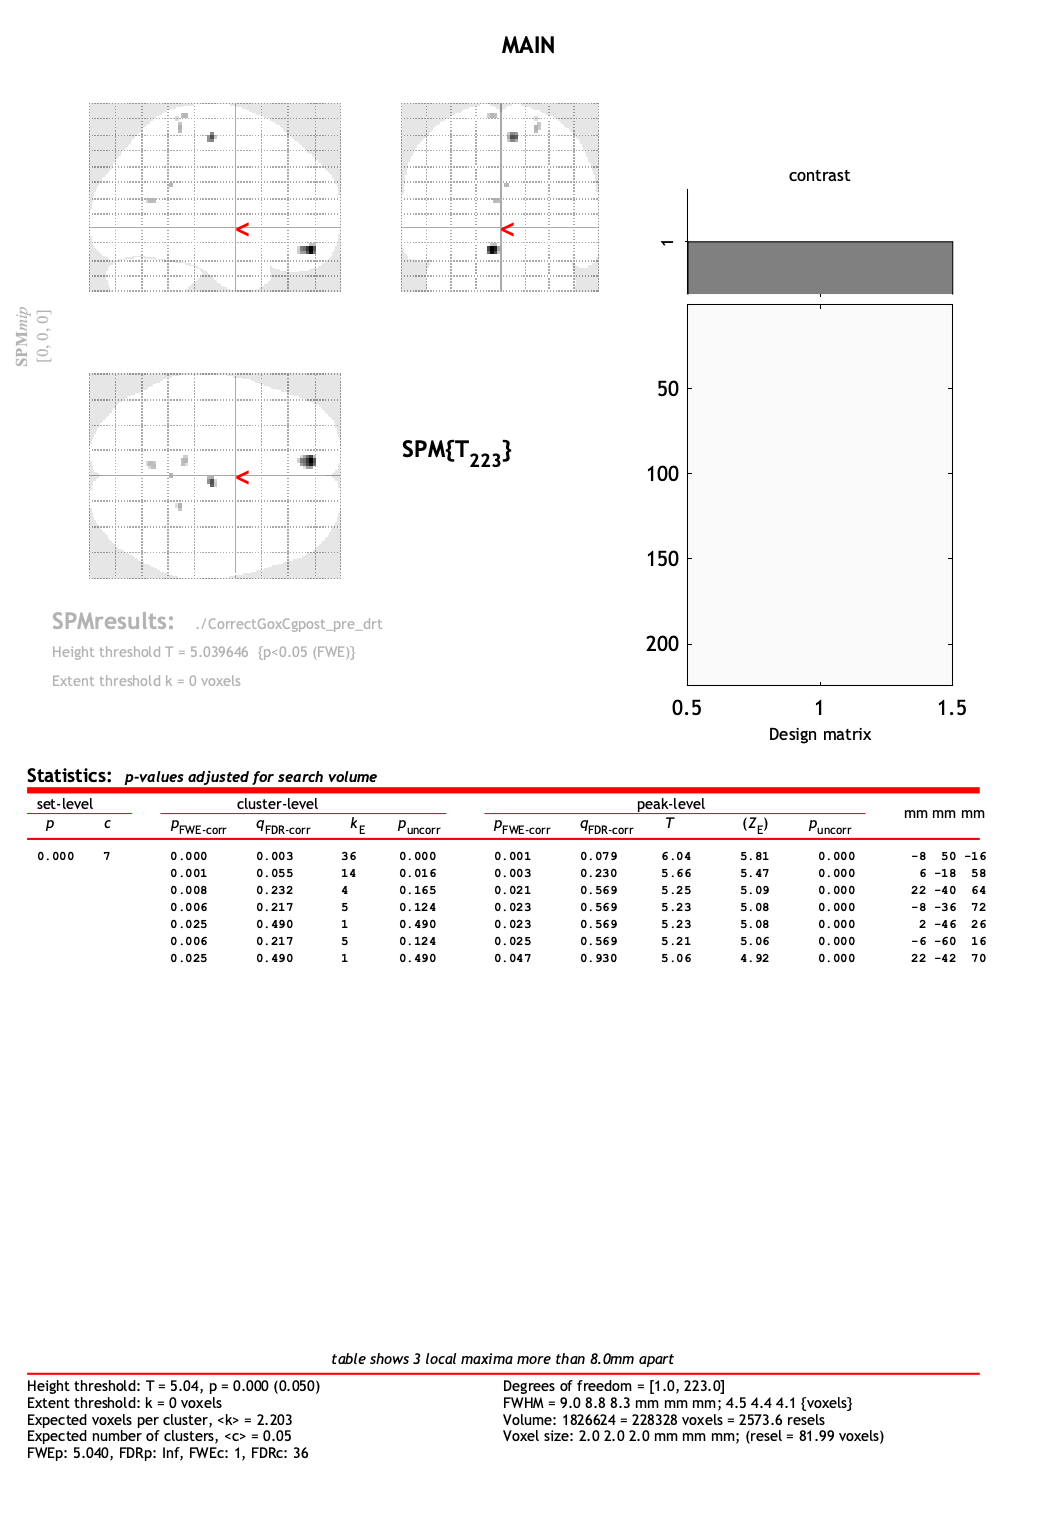 MAIN
<
<
<
SPMmip
[0, 0, 0]
SPM{T223}
contrast
1
50
100
150
200
0.5 1 1.5
Design matrix
SPMresults: ./CorrectGoxCgpost_pre_drt
Height threshold T = 5.039646 {p<0.05 (FWE)}
Extent threshold k = 0 voxels
Statistics: p-values adjusted for search volume
set-level cluster-level peak-level mm mm mm
p c pFWE-corr qFDR-corr kE puncorr pFWE-corr qFDR-corr T (ZE) puncorr
0.000 7 0.000 0.003 36 0.000 0.001 0.079 6.04 5.81 0.000 -8 50 -16
0.001 0.055 14 0.016 0.003 0.230 5.66 5.47 0.000 6 -18 58
0.008 0.232 4 0.165 0.021 0.569 5.25 5.09 0.000 22 -40 64
0.006 0.217 5 0.124 0.023 0.569 5.23 5.08 0.000 -8 -36 72
0.025 0.490 1 0.490 0.023 0.569 5.23 5.08 0.000 2 -46 26
0.006 0.217 5 0.124 0.025 0.569 5.21 5.06 0.000 -6 -60 16
0.025 0.490 1 0.490 0.047 0.930 5.06 4.92 0.000 22 -42 70
table shows 3 local maxima more than 8.0mm apart
Height threshold: T = 5.04, p = 0.000 (0.050)
Extent threshold: k = 0 voxels
Expected voxels per cluster, <k> = 2.203
Expected number of clusters, <c> = 0.05
FWEp: 5.040, FDRp: Inf, FWEc: 1, FDRc: 36
Degrees of freedom = [1.0, 223.0]
FWHM = 9.0 8.8 8.3 mm mm mm; 4.5 4.4 4.1 {voxels}
Volume: 1826624 = 228328 voxels = 2573.6 resels
Voxel size: 2.0 2.0 2.0 mm mm mm; (resel = 81.99 voxels)